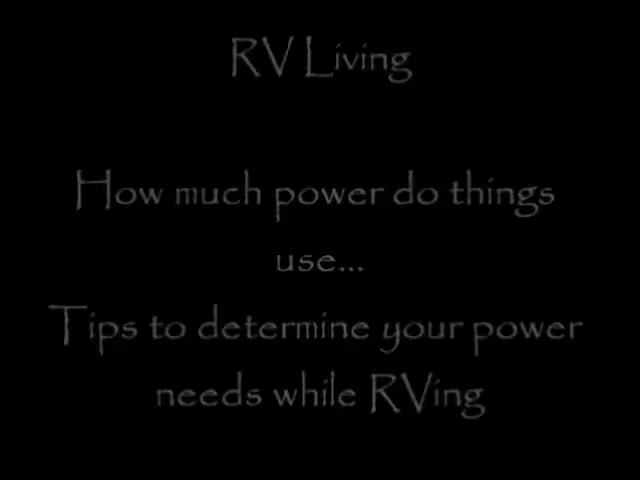 RV Living
How much power do things
use...
Tips to determine your power
needs while RVing